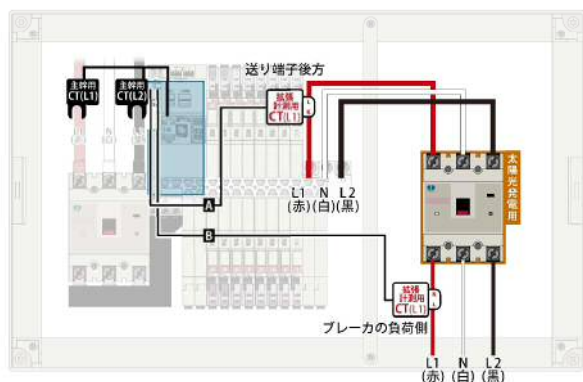 主幹用
CT(L1)
主幹用
CT(L2)
送り端子後方
拡張
計測用
CT(L1)
L1
(赤)
N
(白)
L2
(黒)
太陽光発電用
A
B
拡張
計測用
CT(L1)
ブレーカの負荷側
L1
(赤)
N
(白)
L2
(黒)